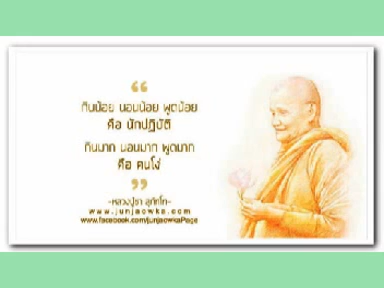 “
กินน้อย นอนน้อย พูดน้อย
คือ นักปฏิบัติ
กินมาก นอนมาก พูดมาก
คือ คนโง่
”
-หลวงปู่ชา สุภัทโท-
www.junjaowka.com
www.facebook.com/junjaowkaPage